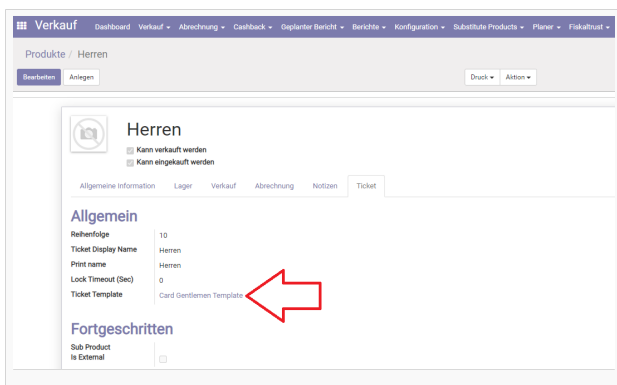 Verkauf Dashboard Verkauf Abrechnung Cashback Geplanter Bericht Berichte Konfiguration Substitute Products Planer Fiskaltrust
Produkte / Herren
Bearbeiten Anlegen Druck Aktion
Herren
Kann verkauft werden
Kann eingekauft werden
Allgemeine Information Lager Verkauf Abrechnung Notizen Ticket
Allgemein
Reihenfolge 10
Ticket Display Name Herren
Print name Herren
Lock Timeout (Sec) 0
Ticket Template Card Gentlemen Template
Fortgeschritten
Sub Product
Is External